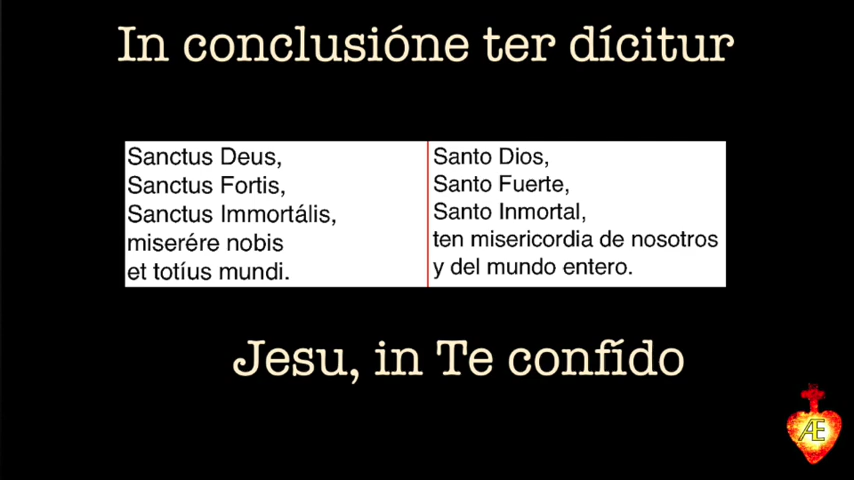 In conclusióne ter dícitur
Sanctus Deus,
Sanctus Fortis,
Sanctus Immortális,
miserére nobis
et totíus mundi.
Santo Dios,
Santo Fuerte,
Santo Inmortal,
ten misericordia de nosotros
y del mundo entero.
Jesu, in Te confído
Æ